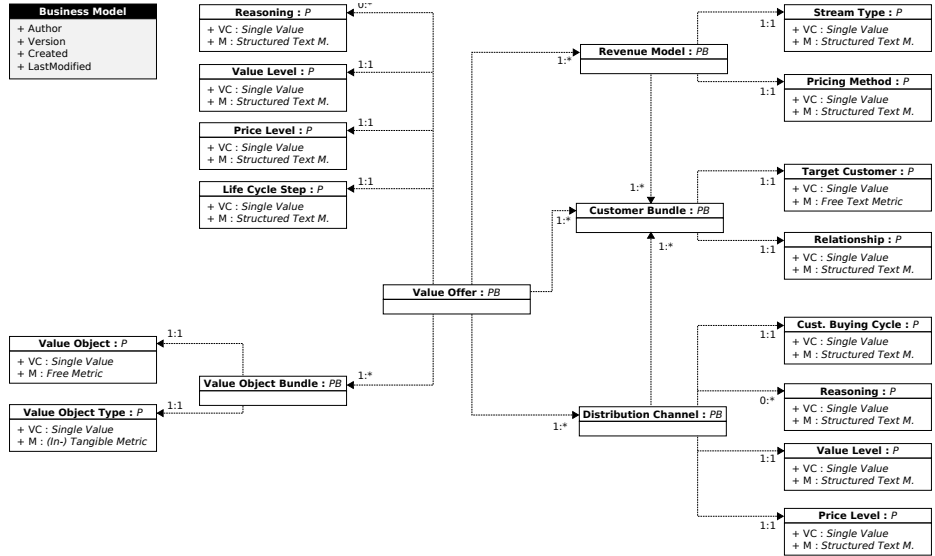 Business Model
+ Author
+ Version
+ Created
+ LastModified
Reasoning : P
+ VC : Single Value
+ M : Structured Text M.
0:*
Value Level : P
+ VC : Single Value
+ M : Structured Text M.
1:1
Price Level : P
+ VC : Single Value
+ M : Structured Text M.
1:1
Life Cycle Step : P
+ VC : Single Value
+ M : Structured Text M.
1:1
Revenue Model : PB
1:*
Stream Type : P
+ VC : Single Value
+ M : Structured Text M.
1:1
Pricing Method : P
+ VC : Single Value
+ M : Structured Text M.
1:1
Customer Bundle : PB
1:*
1:*
1:*
Target Customer : P
+ VC : Single Value
+ M : Free Text Metric
1:1
Relationship : P
+ VC : Single Value
+ M : Structured Text M.
1:1
Value Offer : PB
Value Object : P
+ VC : Single Value
+ M : Free Metric
1:1
Value Object Bundle : PB
1:*
Value Object Type : P
+ VC : Single Value
+ M : (In-) Tangible Metric
1:1
Distribution Channel : PB
1:*
Cust. Buying Cycle : P
+ VC : Single Value
+ M : Structured Text M.
1:1
Reasoning : P
+ VC : Single Value
+ M : Structured Text M.
0:*
Value Level : P
+ VC : Single Value
+ M : Structured Text M.
1:1
Price Level : P
+ VC : Single Value
+ M : Structured Text M.
1:1